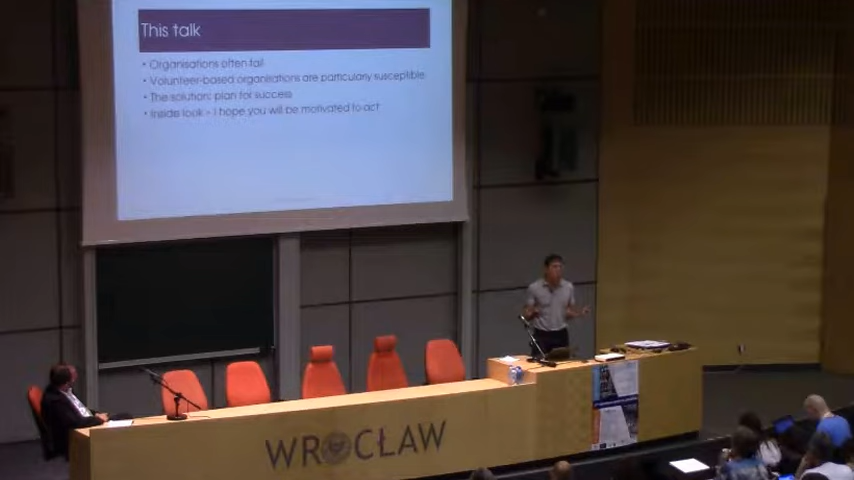 This talk
• Organisations often fail
• Volunteer-based organisations are particularly susceptible
• The solution: plan for success
• Inside look – I hope you will be motivated to act
WROCŁAW